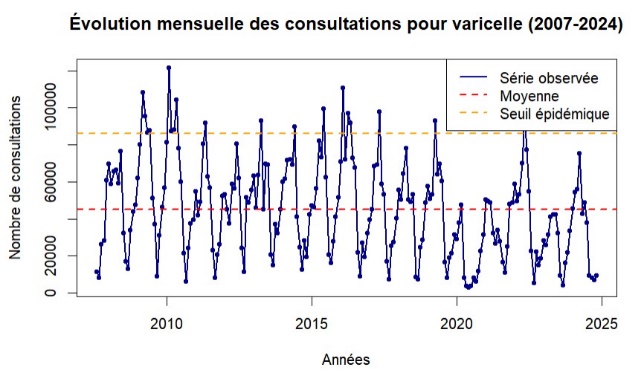 Évolution mensuelle des consultations pour varicelle (2007-2024)
Série observée
Moyenne
Seuil épidémique
Nombre de consultations
100000
60000
20000
0
2010
2015
2020
2025
Années